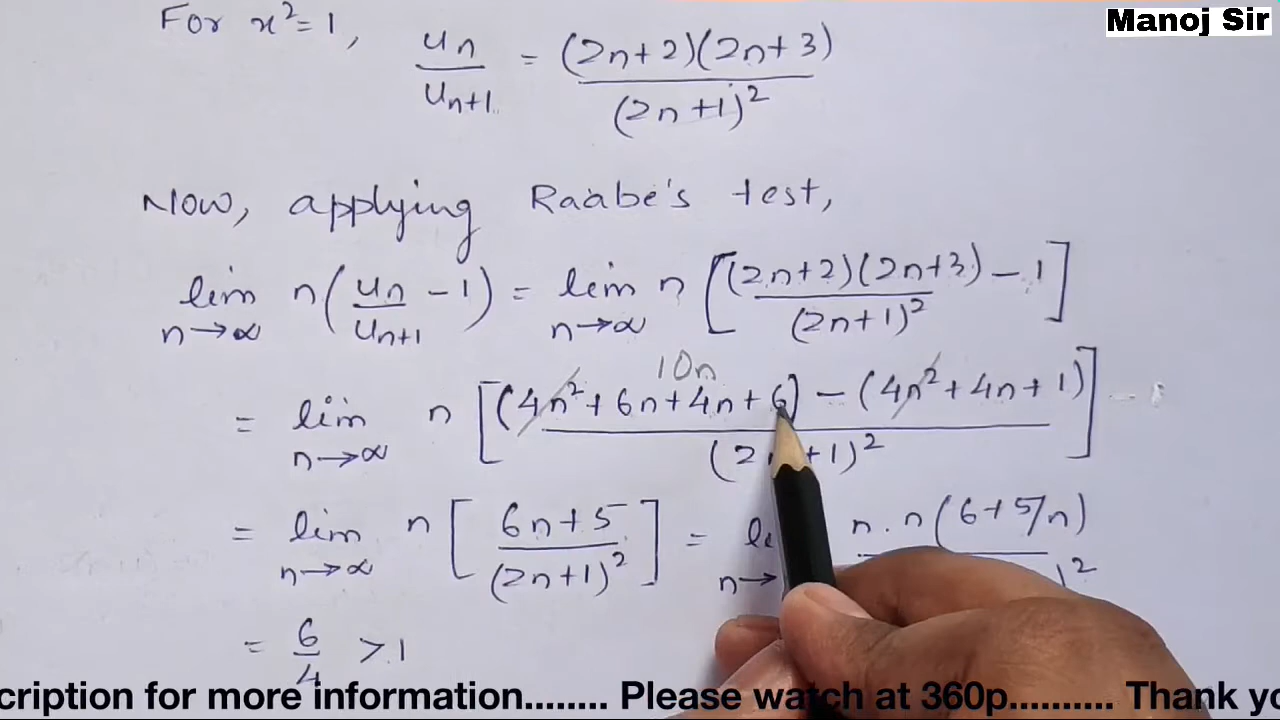 Manoj Sir
For x²=1, uₙ/uₙ₊₁ = (2n+2)(2n+3)/(2n+1)²
Now, applying Raabe's test,
lim n→∞ n(uₙ/uₙ₊₁ − 1) = lim n→∞ n[(2n+2)(2n+3)/(2n+1)² − 1]
10n
= lim n→∞ n[(4n²+6n+4n+6) − (4n²+4n+1)]/(2n+1)²
= lim n→∞ n[6n+5/(2n+1)²] = n→ n.n(6+5/n) )²
= 6/4 >1
cription for more information........ Please watch at 360p.......... Thank